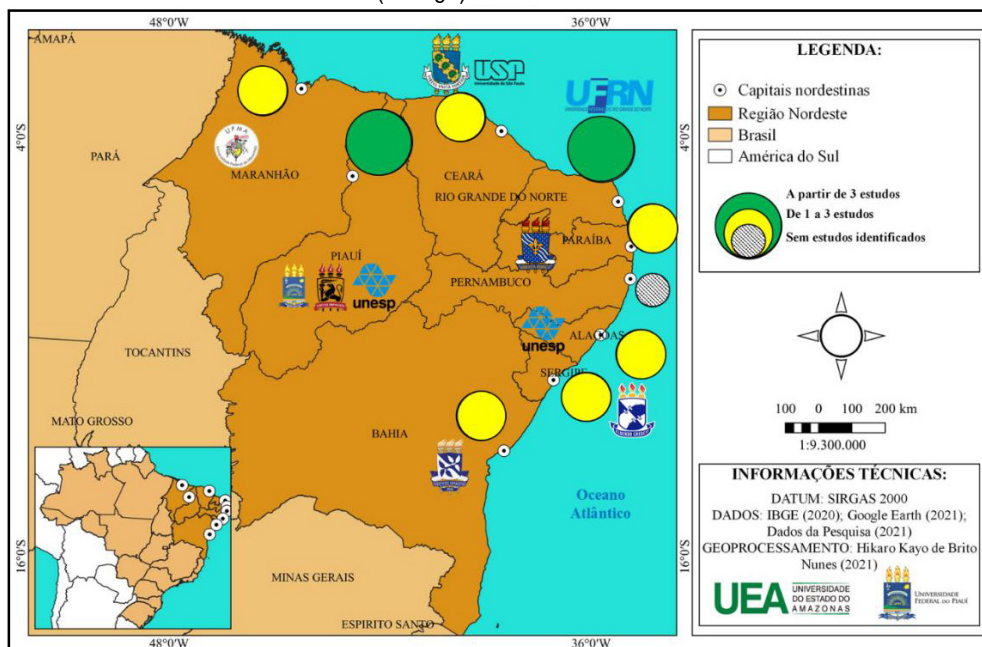 48°0'W
36°0'W
AMAPÁ
USP
Universidade de São Paulo
UFRN
4°0'S
UFMA
PARÁ
MARANHÃO
CEARÁ
RIO GRANDE DO NORTE
PARAÍBA
PIAUÍ
PERNAMBUCO
unesp
unesp
ALAGOAS
TOCANTINS
SERGIPE
MATO GROSSO
BAHIA
Oceano
Atlântico
16°0'S
MINAS GERAIS
ESPIRITO SANTO
48°0'W
36°0'W
LEGENDA:
Capitais nordestinas
Região Nordeste
Brasil
América do Sul
A partir de 3 estudos
De 1 a 3 estudos
Sem estudos identificados
4°0'S
100 0 100 200 km
1:9.300.000
INFORMAÇÕES TÉCNICAS:
DATUM: SIRGAS 2000
DADOS: IBGE (2020); Google Earth (2021);
Dados da Pesquisa (2021)
GEOPROCESSAMENTO: Hikaro Kayo de Brito
Nunes (2021)
16°0'S
UEA UNIVERSIDADE
DO ESTADO DO
AMAZONAS
UNIVERSIDADE
FEDERAL DO PIAUÍ